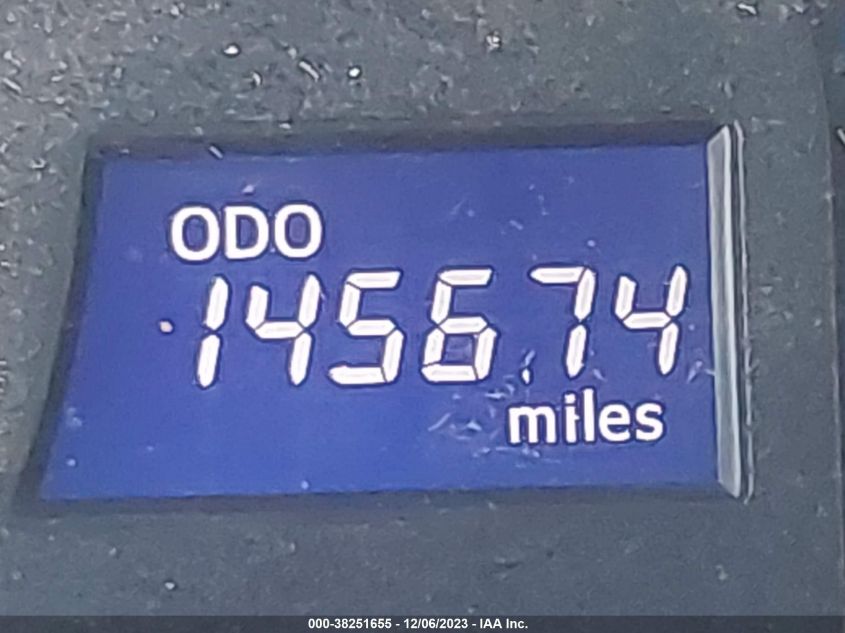 ODO
145674
miles
000-38251655 - 12/06/2023 - IAA Inc.